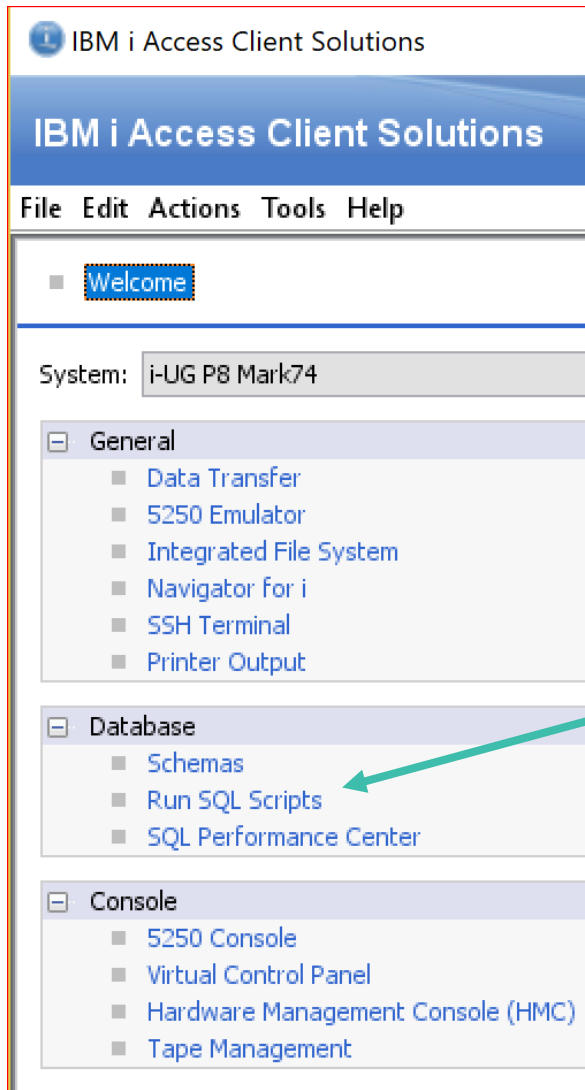 IBM i Access Client Solutions
IBM i Access Client Solutions
File Edit Actions Tools Help
Welcome
System: i-UG P8 Mark74
General
Data Transfer
5250 Emulator
Integrated File System
Navigator for i
SSH Terminal
Printer Output
Database
Schemas
Run SQL Scripts
SQL Performance Center
Console
5250 Console
Virtual Control Panel
Hardware Management Console (HMC)
Tape Management